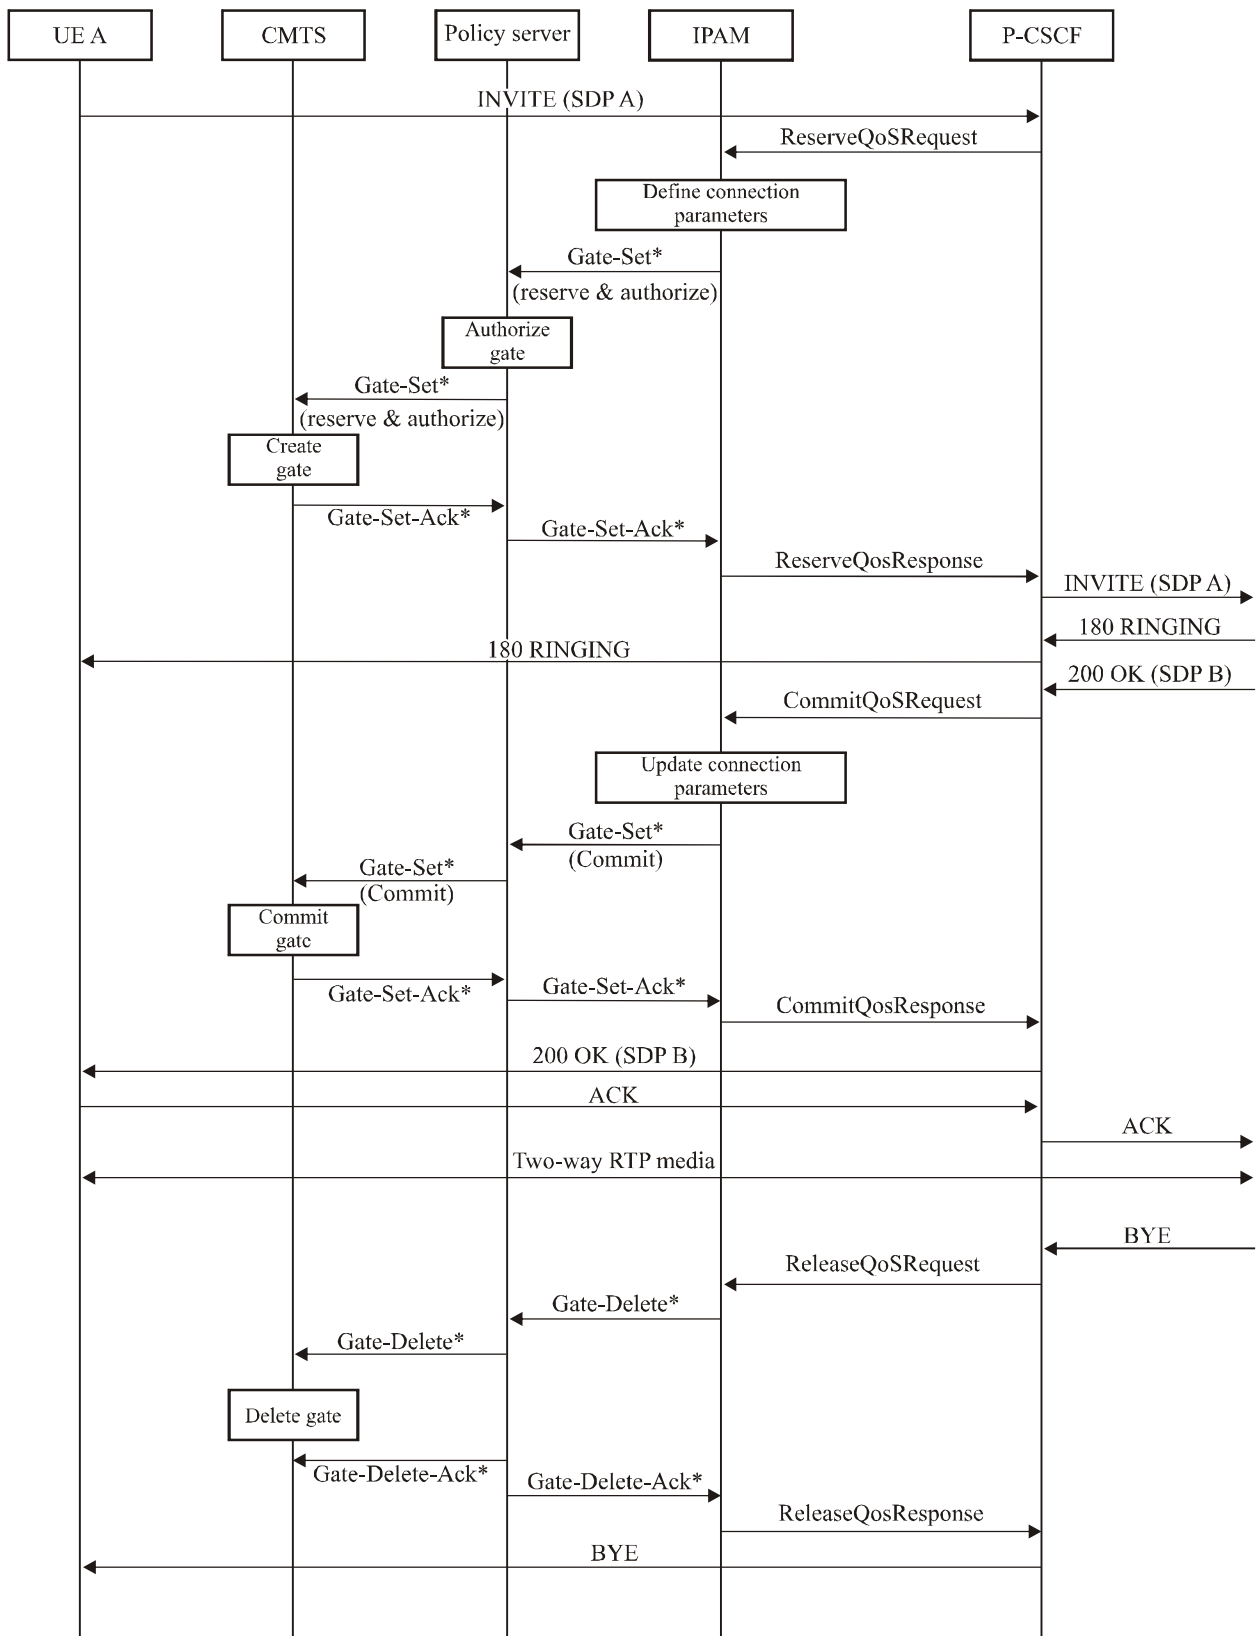 UE A
CMTS
Policy server
IPAM
P-CSCF
INVITE (SDP A)
ReserveQoSRequest
Define connection
parameters
Gate-Set*
(reserve & authorize)
Authorize
gate
Gate-Set*
(reserve & authorize)
Create
gate
Gate-Set-Ack*
Gate-Set-Ack*
ReserveQosResponse
INVITE (SDP A)
180 RINGING
180 RINGING
200 OK (SDP B)
CommitQoSRequest
Update connection
parameters
Gate-Set*
(Commit)
Gate-Set*
(Commit)
Commit
gate
Gate-Set-Ack*
Gate-Set-Ack*
CommitQosResponse
200 OK (SDP B)
ACK
ACK
Two-way RTP media
BYE
ReleaseQoSRequest
Gate-Delete*
Gate-Delete*
Delete gate
Gate-Delete-Ack*
Gate-Delete-Ack*
ReleaseQosResponse
BYE